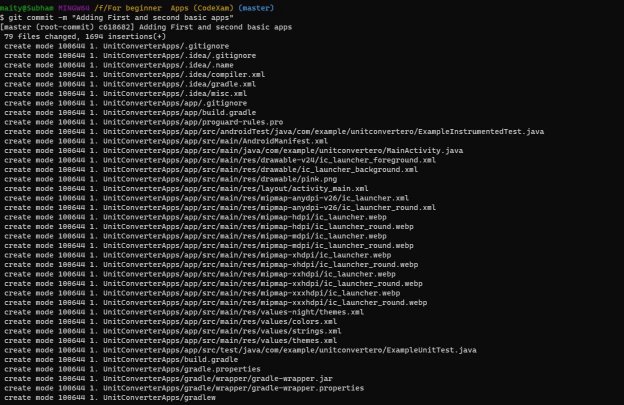 maity@Subham MINGW64 /f/For beginner  Apps (CodeXam) (master)
$ git commit -m "Adding First and second basic apps"
[master (root-commit) c618682] Adding First and second basic apps
 79 files changed, 1694 insertions(+)
 create mode 100644 1. UnitConverterApps/.gitignore
 create mode 100644 1. UnitConverterApps/.idea/.gitignore
 create mode 100644 1. UnitConverterApps/.idea/.name
 create mode 100644 1. UnitConverterApps/.idea/compiler.xml
 create mode 100644 1. UnitConverterApps/.idea/gradle.xml
 create mode 100644 1. UnitConverterApps/.idea/misc.xml
 create mode 100644 1. UnitConverterApps/app/.gitignore
 create mode 100644 1. UnitConverterApps/app/build.gradle
 create mode 100644 1. UnitConverterApps/app/proguard-rules.pro
 create mode 100644 1. UnitConverterApps/app/src/androidTest/java/com/example/unitconvertero/ExampleInstrumentedTest.java
 create mode 100644 1. UnitConverterApps/app/src/main/AndroidManifest.xml
 create mode 100644 1. UnitConverterApps/app/src/main/java/com/example/unitconvertero/MainActivity.java
 create mode 100644 1. UnitConverterApps/app/src/main/res/drawable-v24/ic_launcher_foreground.xml
 create mode 100644 1. UnitConverterApps/app/src/main/res/drawable/ic_launcher_background.xml
 create mode 100644 1. UnitConverterApps/app/src/main/res/drawable/pink.png
 create mode 100644 1. UnitConverterApps/app/src/main/res/layout/activity_main.xml
 create mode 100644 1. UnitConverterApps/app/src/main/res/mipmap-anydpi-v26/ic_launcher.xml
 create mode 100644 1. UnitConverterApps/app/src/main/res/mipmap-anydpi-v26/ic_launcher_round.xml
 create mode 100644 1. UnitConverterApps/app/src/main/res/mipmap-hdpi/ic_launcher.webp
 create mode 100644 1. UnitConverterApps/app/src/main/res/mipmap-hdpi/ic_launcher_round.webp
 create mode 100644 1. UnitConverterApps/app/src/main/res/mipmap-mdpi/ic_launcher.webp
 create mode 100644 1. UnitConverterApps/app/src/main/res/mipmap-mdpi/ic_launcher_round.webp
 create mode 100644 1. UnitConverterApps/app/src/main/res/mipmap-xhdpi/ic_launcher.webp
 create mode 100644 1. UnitConverterApps/app/src/main/res/mipmap-xhdpi/ic_launcher_round.webp
 create mode 100644 1. UnitConverterApps/app/src/main/res/mipmap-xxhdpi/ic_launcher.webp
 create mode 100644 1. UnitConverterApps/app/src/main/res/mipmap-xxhdpi/ic_launcher_round.webp
 create mode 100644 1. UnitConverterApps/app/src/main/res/mipmap-xxxhdpi/ic_launcher.webp
 create mode 100644 1. UnitConverterApps/app/src/main/res/mipmap-xxxhdpi/ic_launcher_round.webp
 create mode 100644 1. UnitConverterApps/app/src/main/res/values-night/themes.xml
 create mode 100644 1. UnitConverterApps/app/src/main/res/values/colors.xml
 create mode 100644 1. UnitConverterApps/app/src/main/res/values/strings.xml
 create mode 100644 1. UnitConverterApps/app/src/main/res/values/themes.xml
 create mode 100644 1. UnitConverterApps/app/src/test/java/com/example/unitconvertero/ExampleUnitTest.java
 create mode 100644 1. UnitConverterApps/build.gradle
 create mode 100644 1. UnitConverterApps/gradle.properties
 create mode 100644 1. UnitConverterApps/gradle/wrapper/gradle-wrapper.jar
 create mode 100644 1. UnitConverterApps/gradle/wrapper/gradle-wrapper.properties
 create mode 100644 1. UnitConverterApps/gradlew